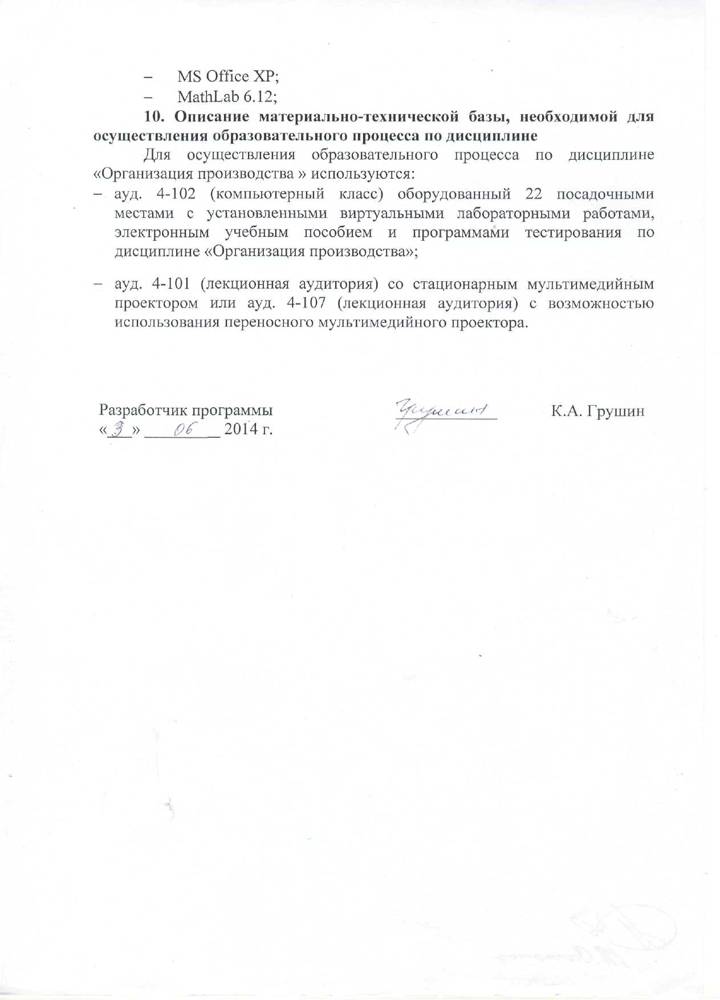 – MS Office XP;
– MathLab 6.12;
10. Описание материально-технической базы, необходимой для
осуществления образовательного процесса по дисциплине
Для осуществления образовательного процесса по дисциплине
«Организация производства » используются:
– ауд. 4-102 (компьютерный класс) оборудованный 22 посадочными
местами с установленными виртуальными лабораторными работами,
электронным учебным пособием и программами тестирования по
дисциплине «Организация производства»;
– ауд. 4-101 (лекционная аудитория) со стационарным мультимедийным
проектором или ауд. 4-107 (лекционная аудитория) с возможностью
использования переносного мультимедийного проектора.
Разработчик программы Грушин К.А. Грушин
«3» 06 2014 г.